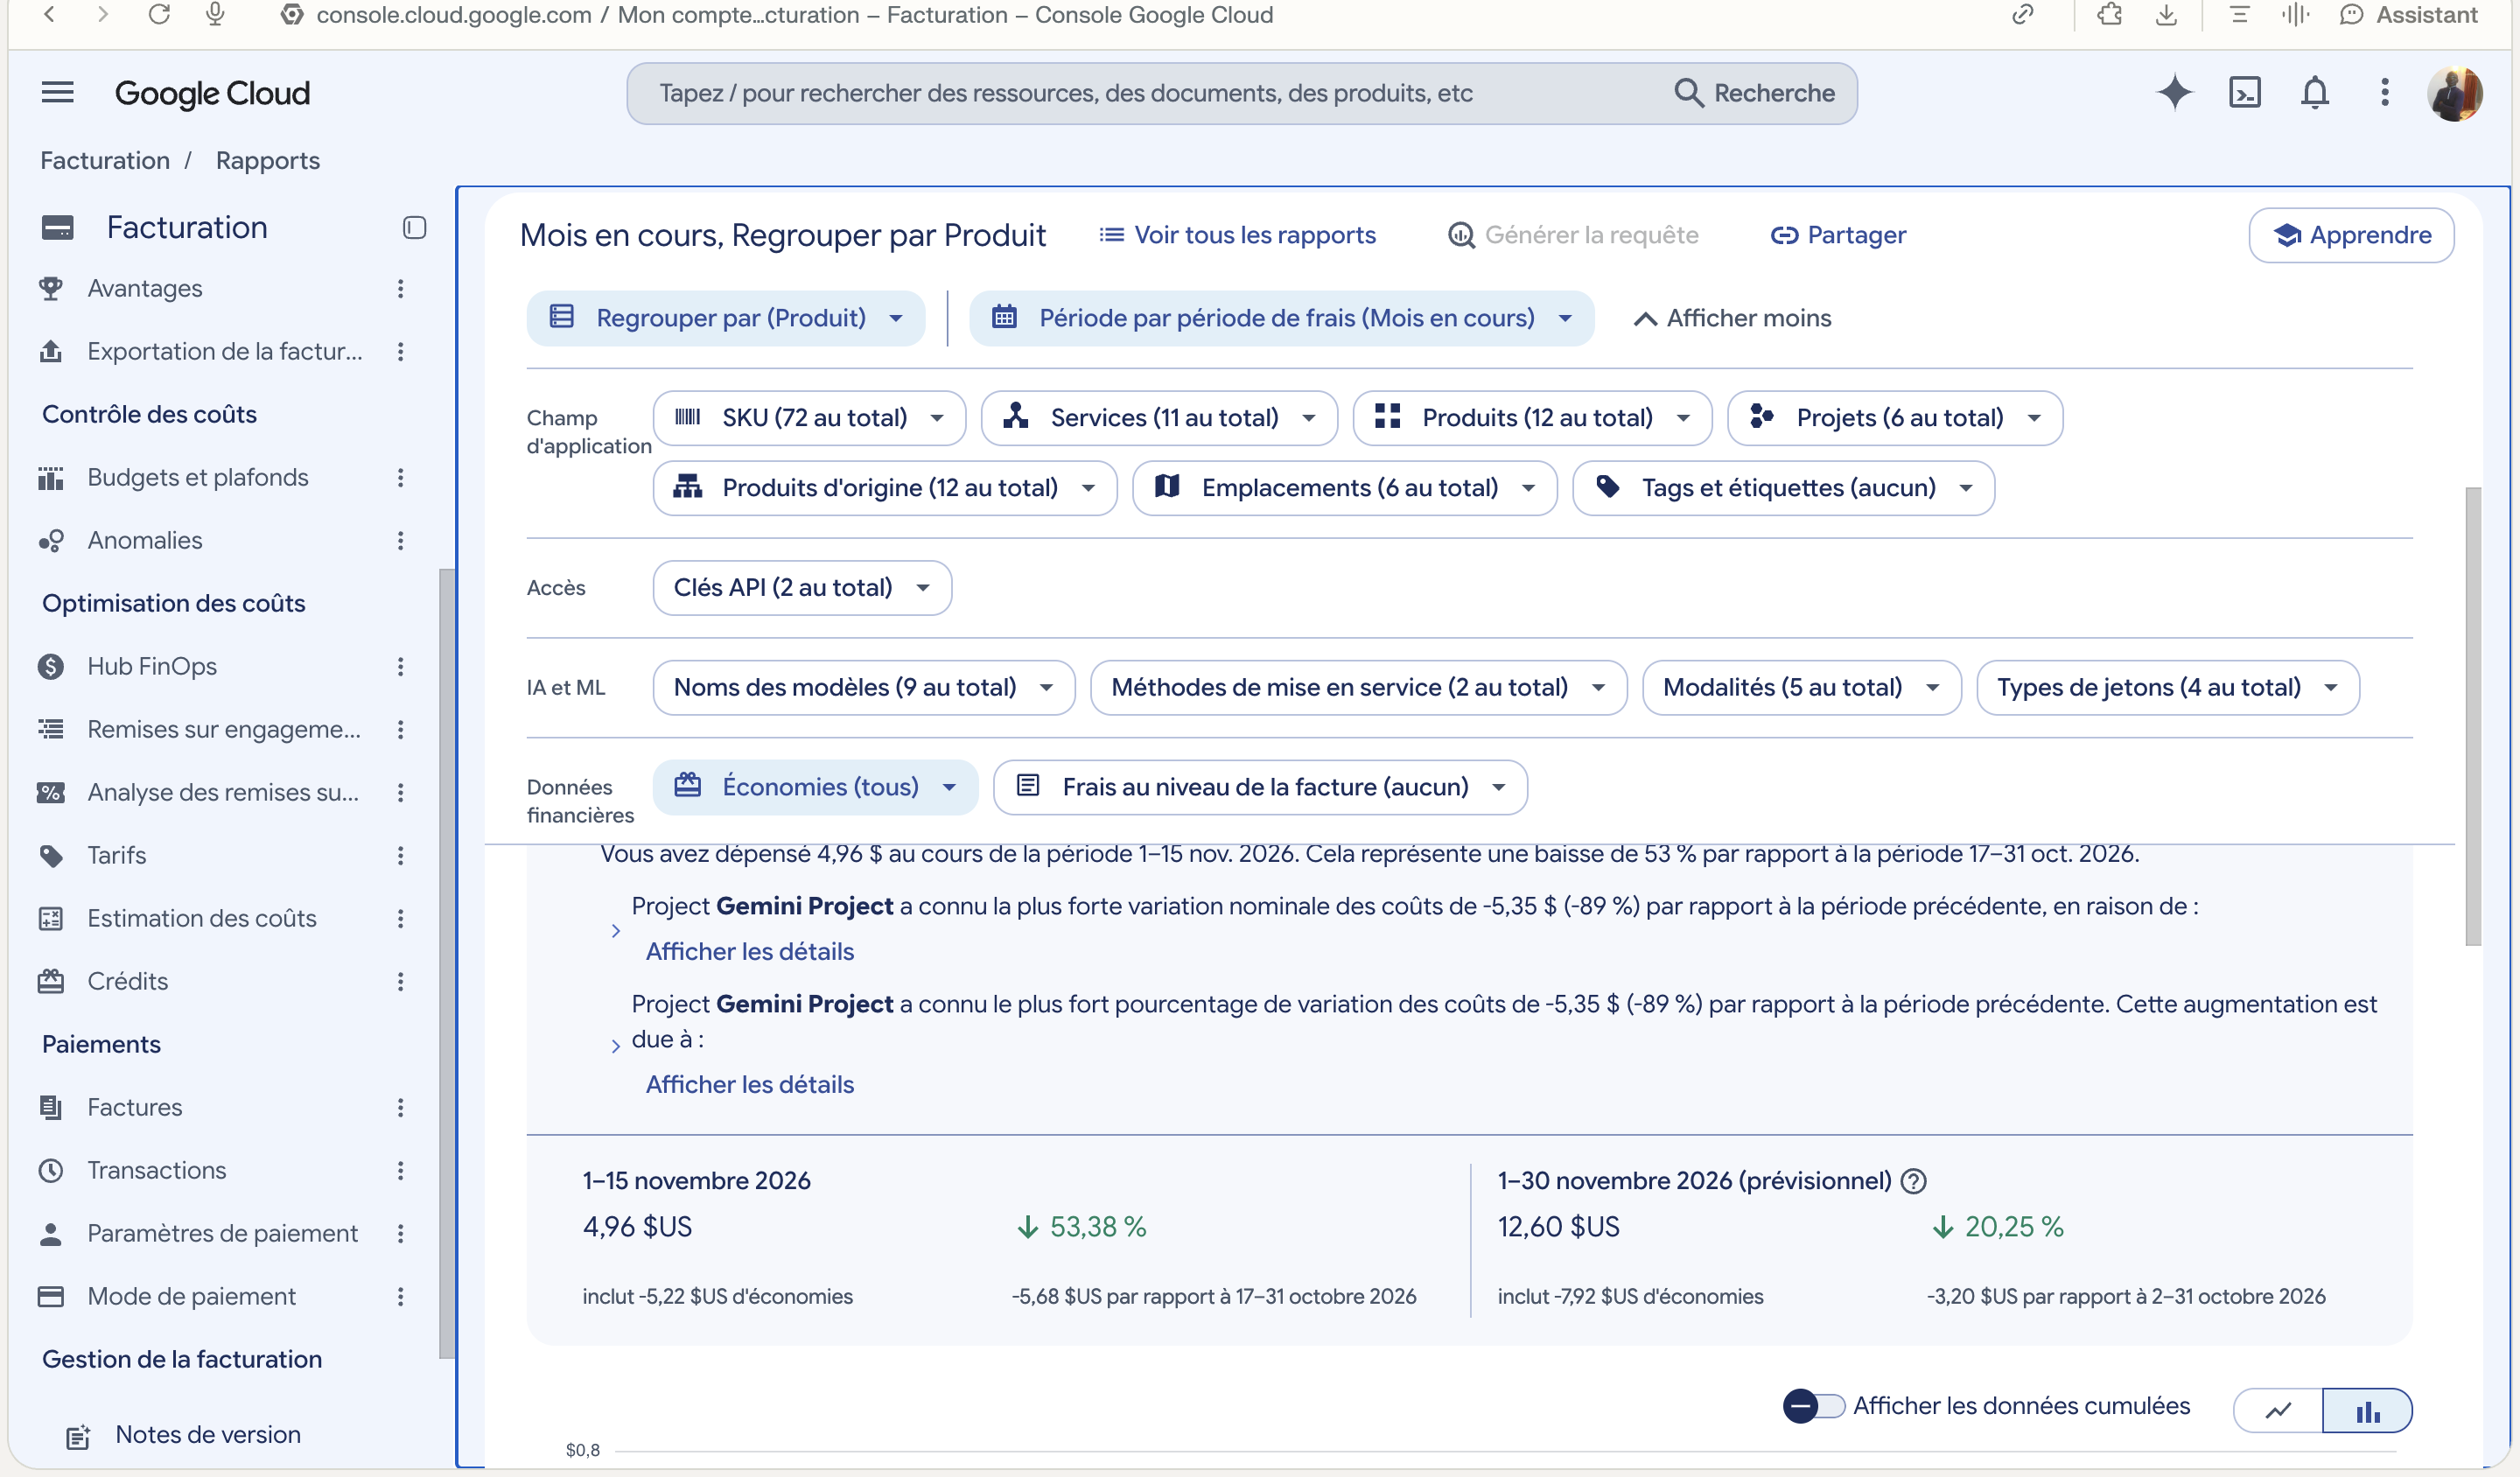 console.cloud.google.com / Mon compte...cturation – Facturation – Console Google Cloud
Assistant
Google Cloud
Tapez / pour rechercher des ressources, des documents, des produits, etc
Recherche
Facturation / Rapports
Facturation
Avantages
Exportation de la factur...
Contrôle des coûts
Budgets et plafonds
Anomalies
Optimisation des coûts
Hub FinOps
Remises sur engageme...
Analyse des remises su...
Tarifs
Estimation des coûts
Crédits
Paiements
Factures
Transactions
Paramètres de paiement
Mode de paiement
Gestion de la facturation
Notes de version
Mois en cours, Regrouper par Produit
Voir tous les rapports
Générer la requête
Partager
Apprendre
Regrouper par (Produit)
Période par période de frais (Mois en cours)
Afficher moins
Champ
d'application
SKU (72 au total)
Services (11 au total)
Produits (12 au total)
Projets (6 au total)
Produits d'origine (12 au total)
Emplacements (6 au total)
Tags et étiquettes (aucun)
Accès
Clés API (2 au total)
IA et ML
Noms des modèles (9 au total)
Méthodes de mise en service (2 au total)
Modalités (5 au total)
Types de jetons (4 au total)
Données
financières
Économies (tous)
Frais au niveau de la facture (aucun)
Vous avez dépensé 4,96 $ au cours de la période 1–15 nov. 2026. Cela représente une baisse de 53 % par rapport à la période 17–31 oct. 2026.
Project Gemini Project a connu la plus forte variation nominale des coûts de -5,35 $ (-89 %) par rapport à la période précédente, en raison de :
Afficher les détails
Project Gemini Project a connu le plus fort pourcentage de variation des coûts de -5,35 $ (-89 %) par rapport à la période précédente. Cette augmentation est
due à :
Afficher les détails
1–15 novembre 2026
4,96 $US
53,38 %
inclut -5,22 $US d'économies
-5,68 $US par rapport à 17–31 octobre 2026
1–30 novembre 2026 (prévisionnel)
12,60 $US
20,25 %
inclut -7,92 $US d'économies
-3,20 $US par rapport à 2–31 octobre 2026
Afficher les données cumulées
$0,8